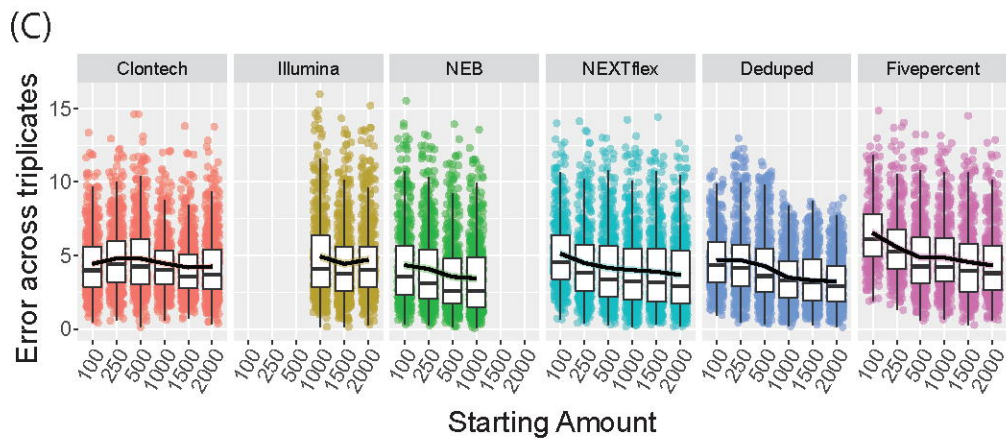 (C)
Clontech Illumina NEB NEXTflex Deduped Fivepercent
Error across triplicates
15
10
5
0
100 250 500 1000 1500 2000 100 250 500 1000 1500 2000 100 250 500 1000 1500 2000 100 250 500 1000 1500 2000 100 250 500 1000 1500 2000 100 250 500 1000 1500 2000
Starting Amount